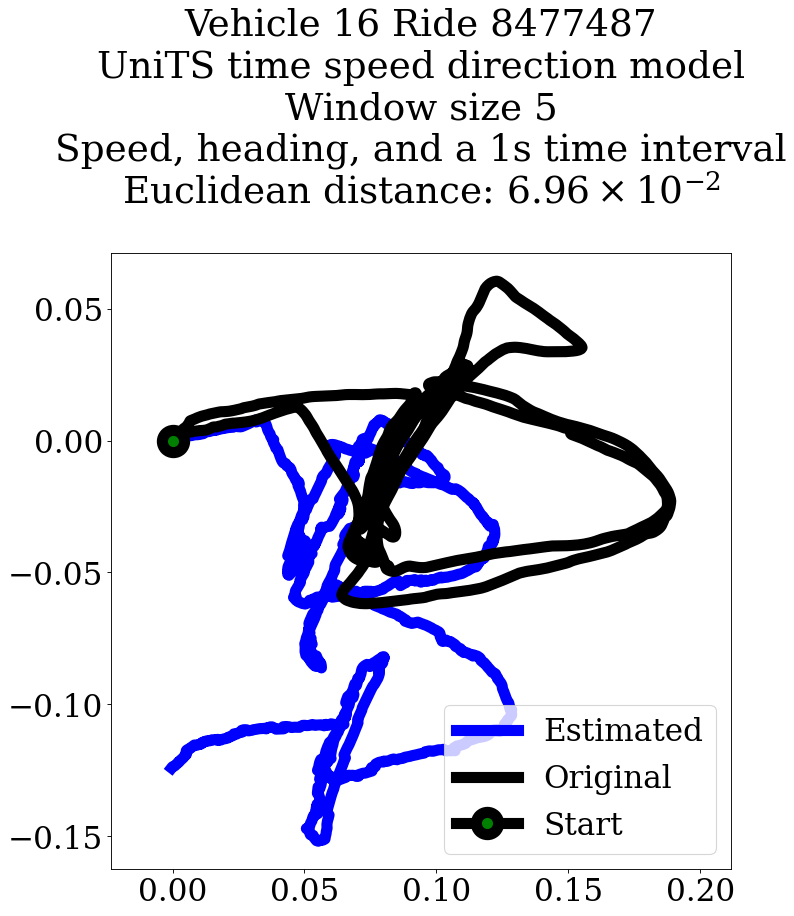 Vehicle 16 Ride 8477487
UniTS time speed direction model
Window size 5
Speed, heading, and a 1s time interval
Euclidean distance: 6.96 × 10⁻²
0.05
0.00
−0.05
−0.10
−0.15
Estimated
Original
Start
0.00 0.05 0.10 0.15 0.20